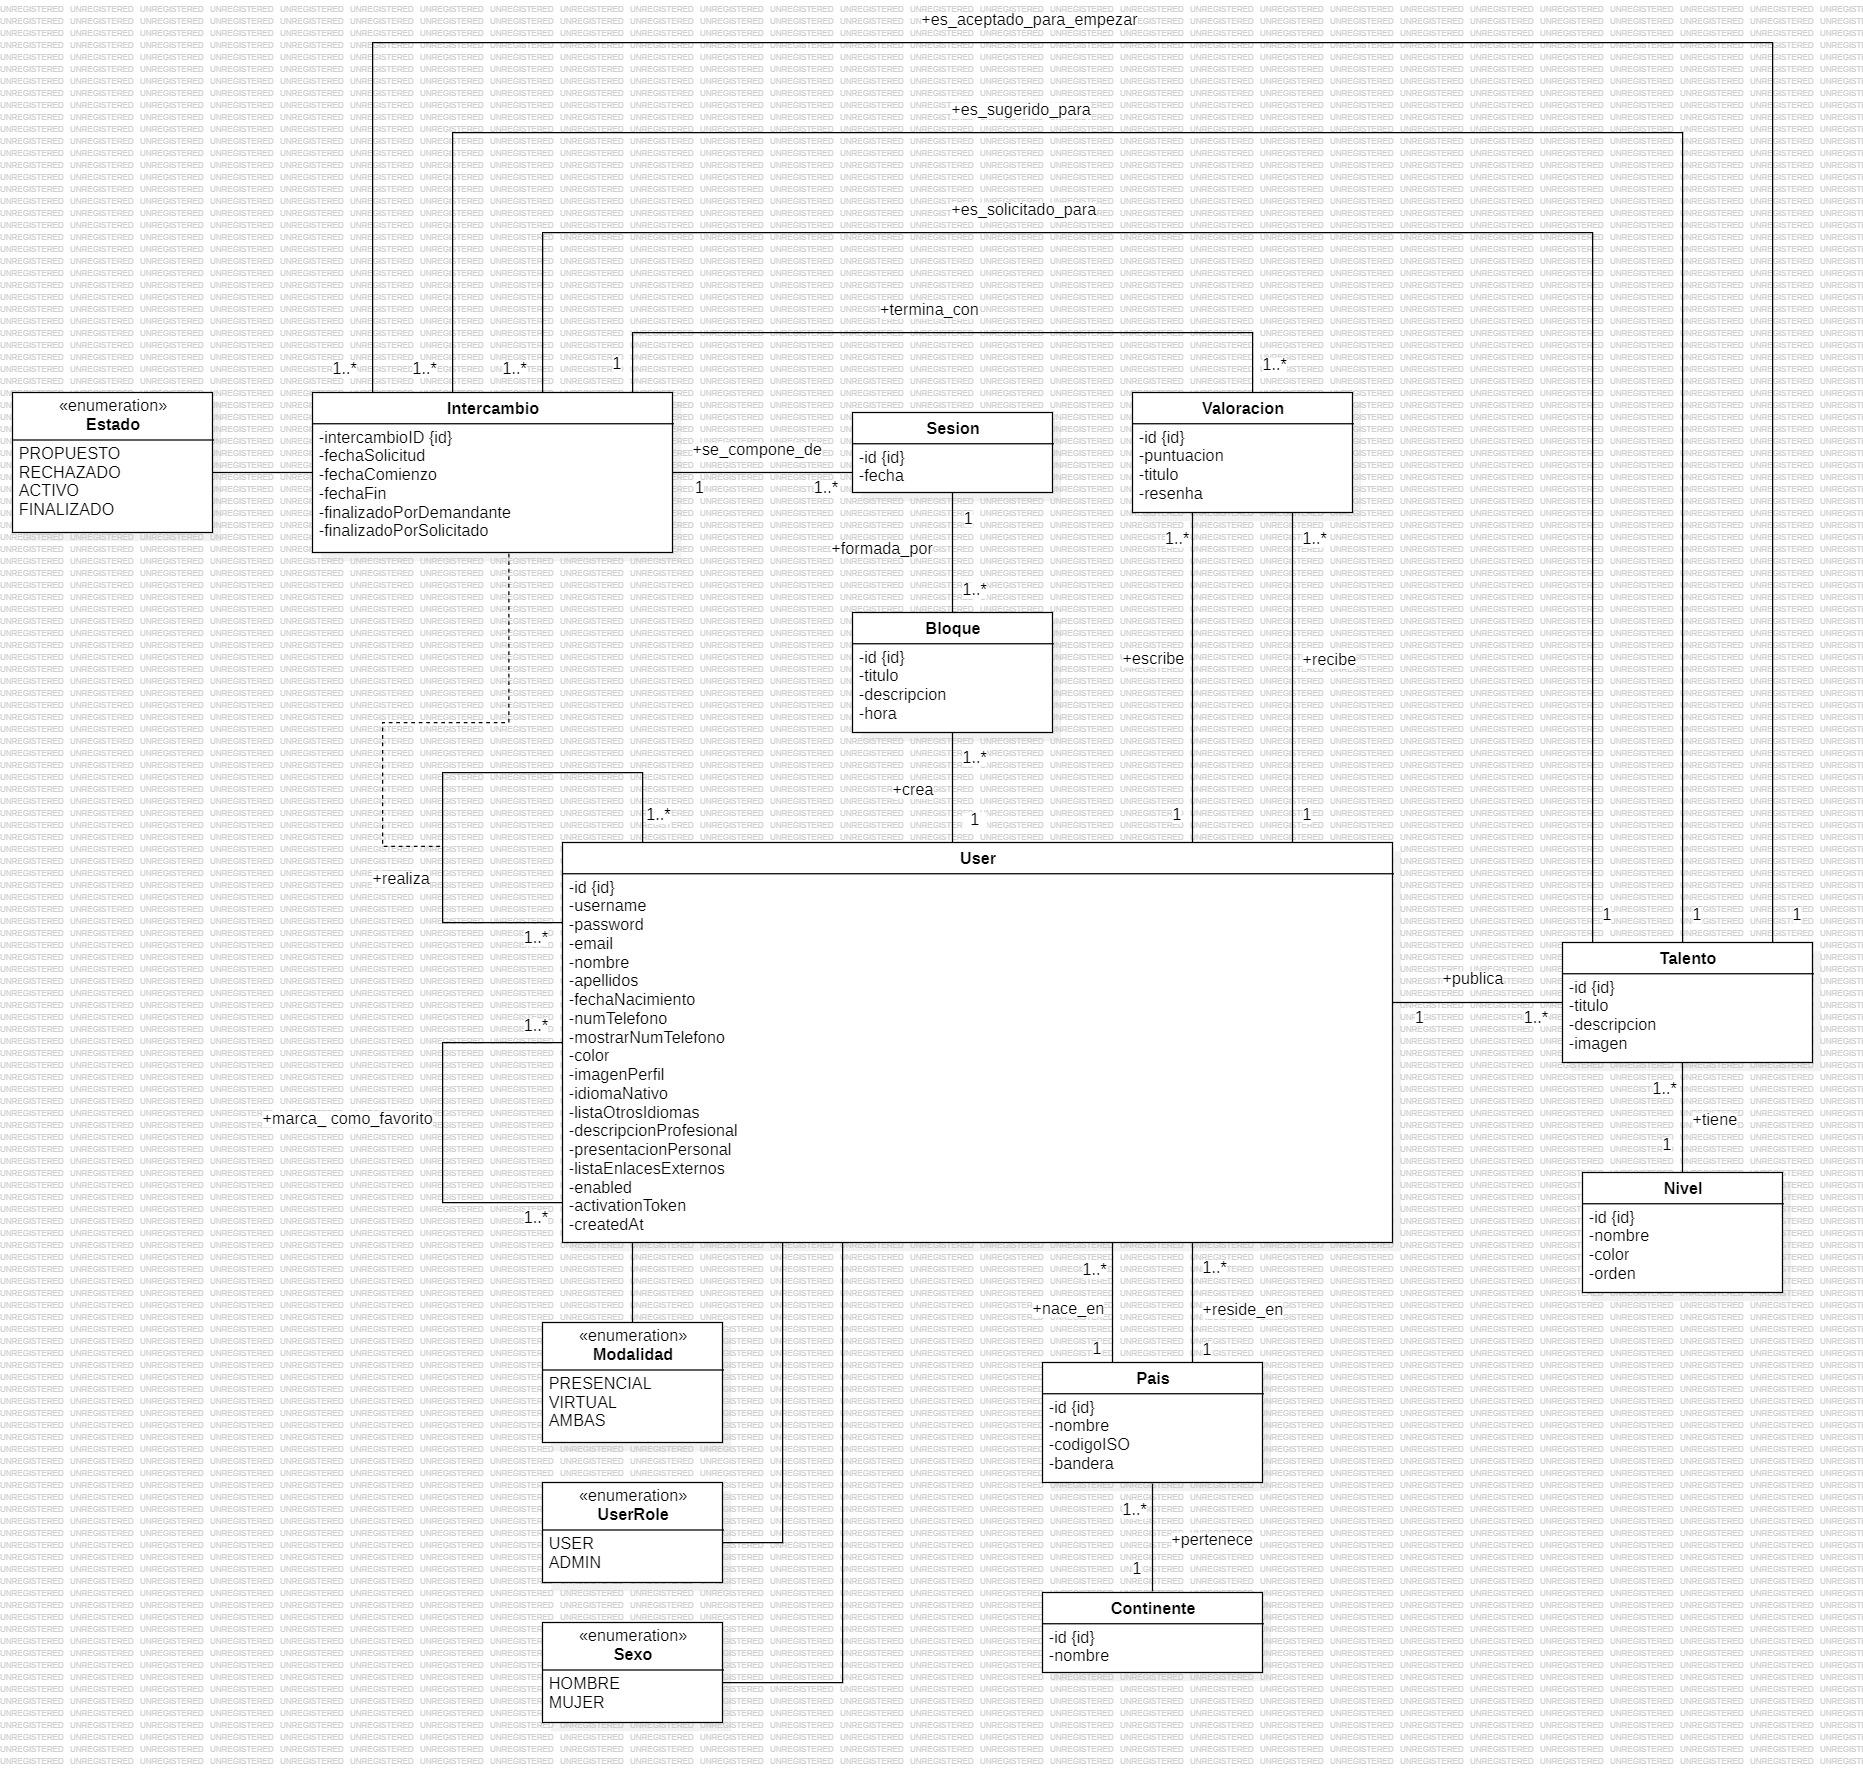 +es_aceptado_para_empezar
+es_sugerido_para
+es_solicitado_para
+termina_con
1..*
1..*
1..*
1
1..*
«enumeration»
Estado
PROPUESTO
RECHAZADO
ACTIVO
FINALIZADO
Intercambio
-intercambioID {id}
-fechaSolicitud
-fechaComienzo
-fechaFin
-finalizadoPorDemandante
-finalizadoPorSolicitado
+se_compone_de
1
1..*
Sesion
-id {id}
-fecha
Valoracion
-id {id}
-puntuacion
-titulo
-resenha
1
+formada_por
1..*
1..*
1..*
Bloque
-id {id}
-titulo
-descripcion
-hora
+escribe
+recibe
1..*
+crea
1
1
1
1..*
+realiza
1..*
User
-id {id}
-username
-password
-email
-nombre
-apellidos
-fechaNacimiento
-numTelefono
-mostrarNumTelefono
-color
-imagenPerfil
-idiomaNativo
-listaOtrosIdiomas
-descripcionProfesional
-presentacionPersonal
-listaEnlacesExternos
-enabled
-activationToken
-createdAt
1..*
+marca_ como_favorito
1..*
1
1
1
+publica
1
1..*
Talento
-id {id}
-titulo
-descripcion
-imagen
1..*
+tiene
1
Nivel
-id {id}
-nombre
-color
-orden
1..*
1..*
+nace_en
+reside_en
1
1
«enumeration»
Modalidad
PRESENCIAL
VIRTUAL
AMBAS
Pais
-id {id}
-nombre
-codigoISO
-bandera
«enumeration»
UserRole
USER
ADMIN
1..*
+pertenece
1
Continente
-id {id}
-nombre
«enumeration»
Sexo
HOMBRE
MUJER
UNREGISTERED